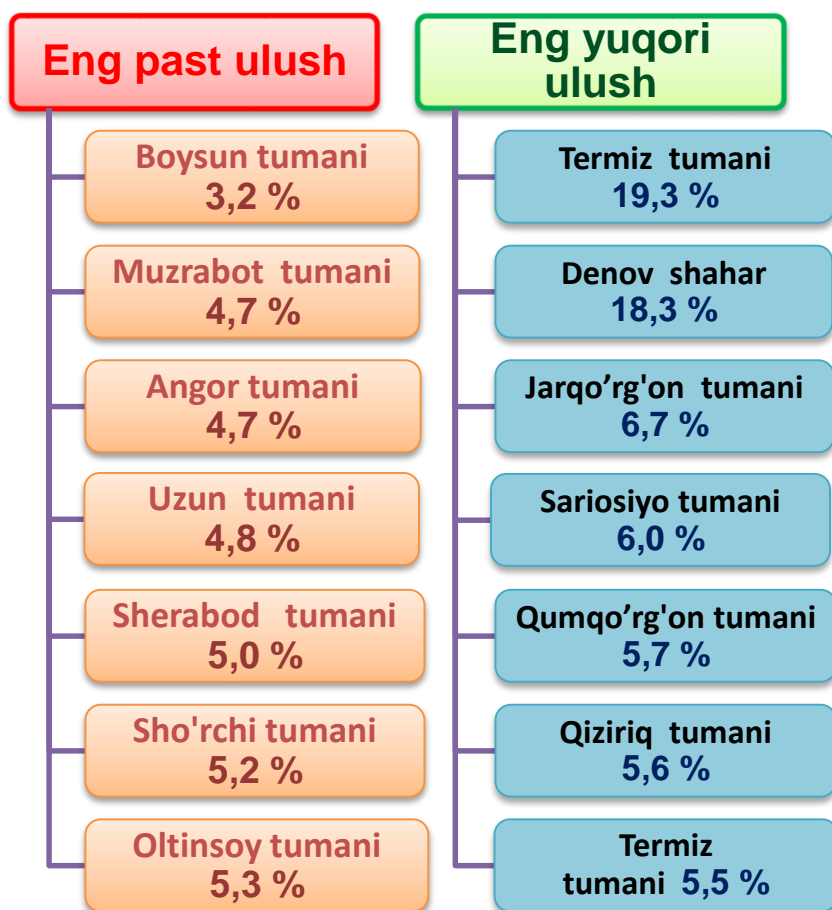 Eng past ulush
Boysun tumani
3,2 %
Muzrabot tumani
4,7 %
Angor tumani
4,7 %
Uzun tumani
4,8 %
Sherabod tumani
5,0 %
Sho'rchi tumani
5,2 %
Oltinsoy tumani
5,3 %
Eng yuqori
ulush
Termiz tumani
19,3 %
Denov shahar
18,3 %
Jarqo’rg'on tumani
6,7 %
Sariosiyo tumani
6,0 %
Qumqo’rg'on tumani
5,7 %
Qiziriq tumani
5,6 %
Termiz
tumani 5,5 %